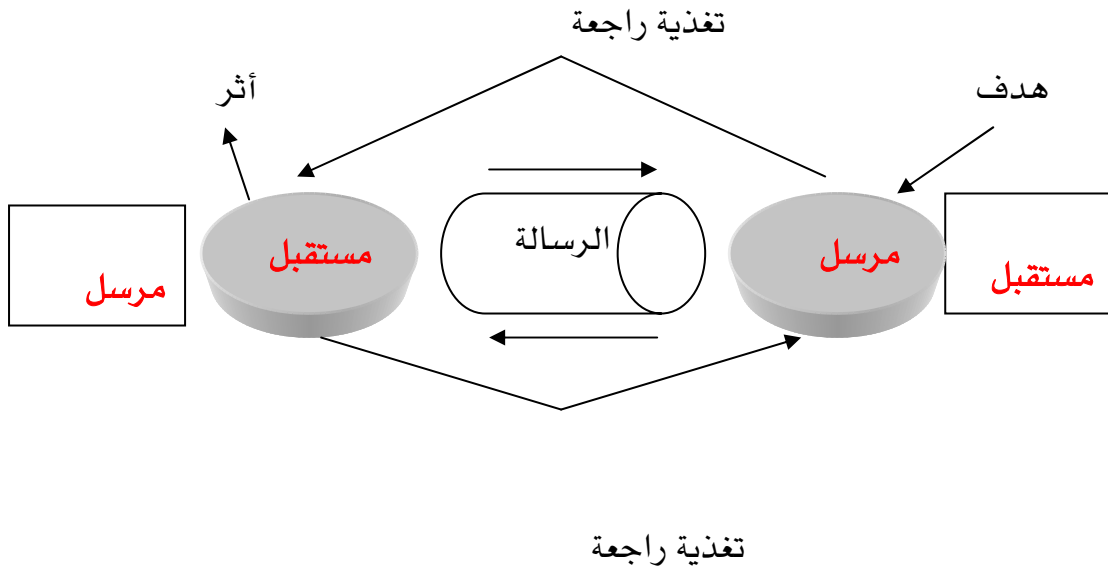 تغذية راجعة
هدف
أثر
مستقبل
مرسل
الرسالة
مستقبل
مرسل
تغذية راجعة